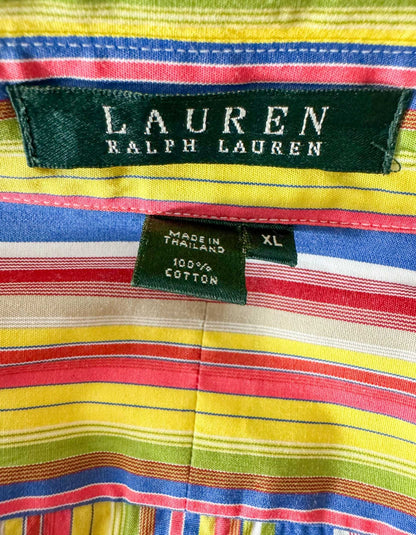 LAUREN
RALPH LAUREN
MADE IN
THAILAND
100%
COTTON
XL